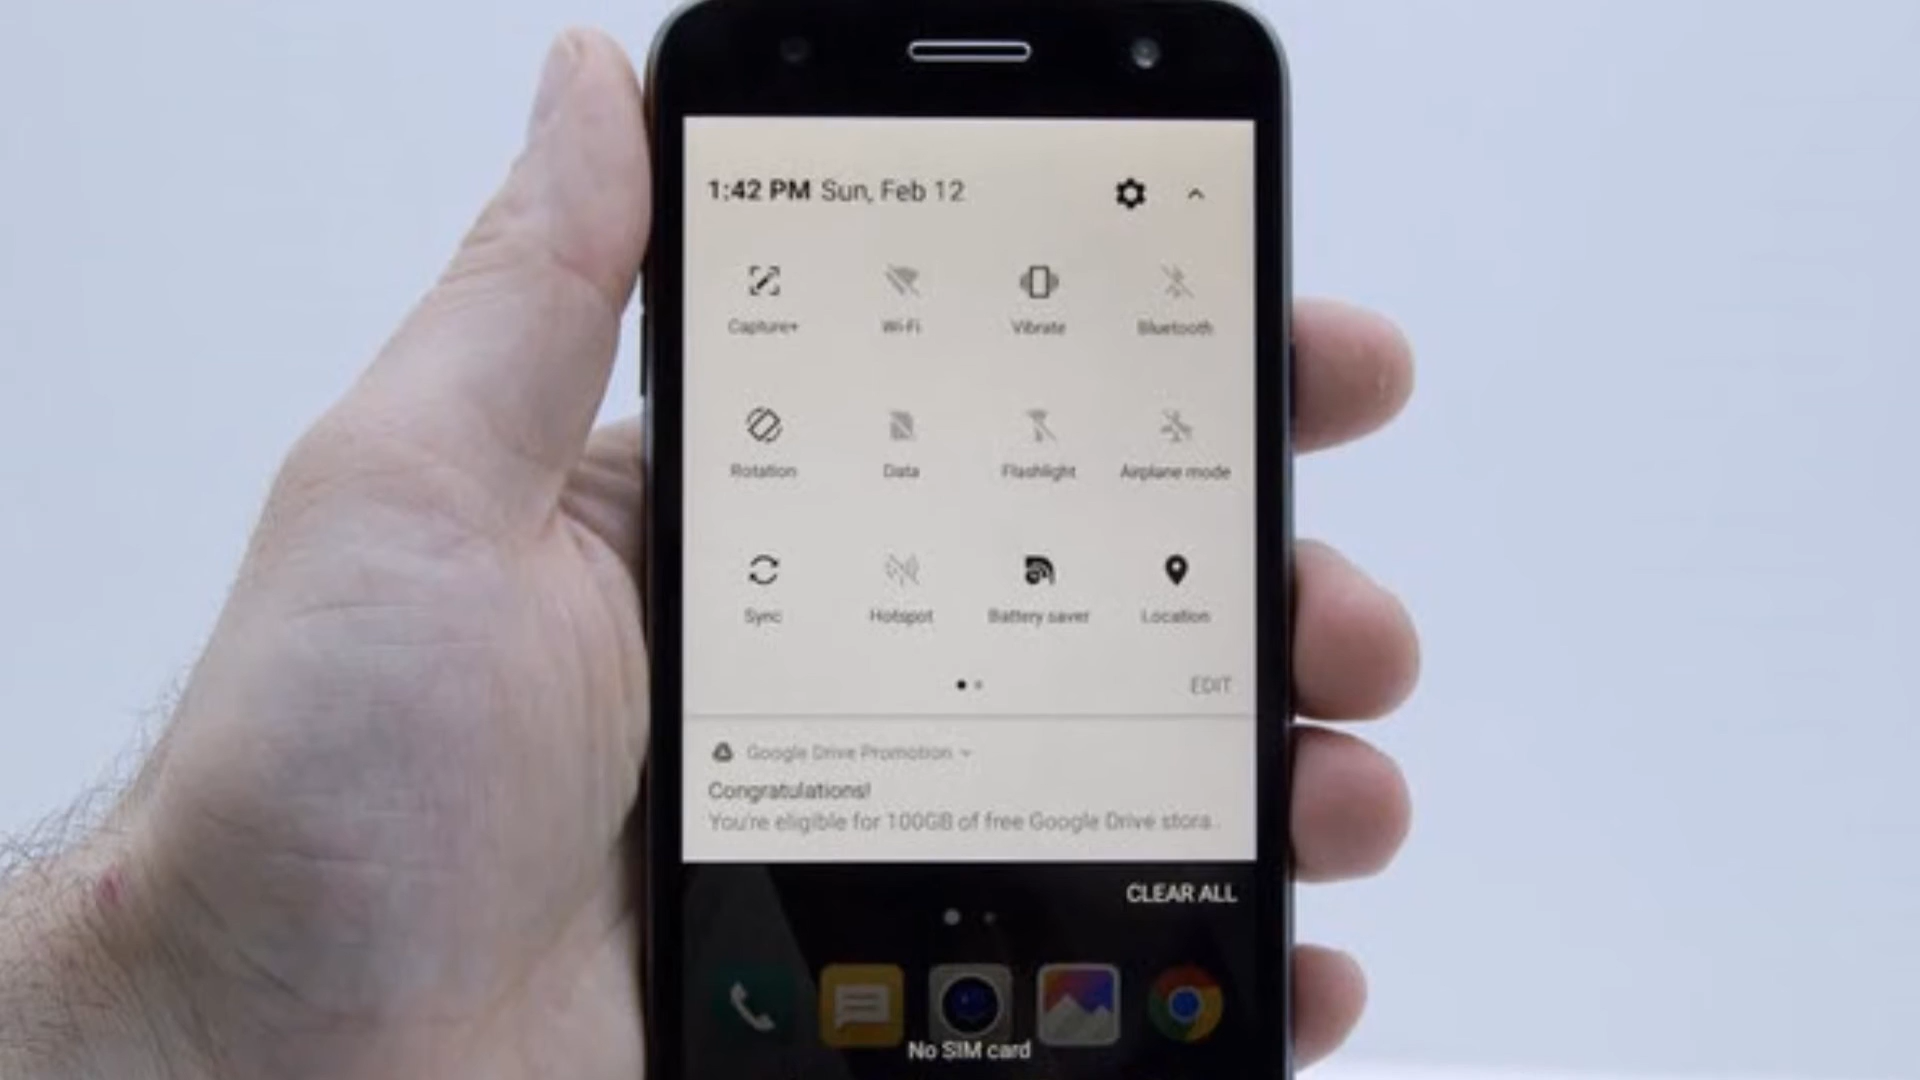 1:42 PM Sun, Feb 12
Capture+ Wi-Fi Vibrate Bluetooth
Rotation Data Flashlight Airplane mode
Sync Hotspot Battery saver Location
EDIT
Google Drive Promotion
Congratulations!
You're eligible for 100GB of free Google Drive stora..
CLEAR ALL
No SIM card